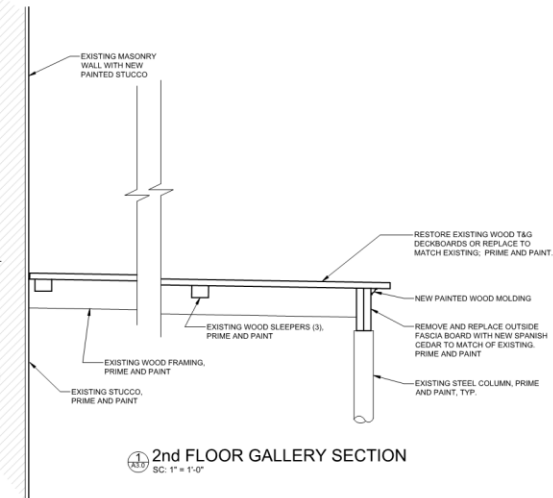 EXISTING MASONRY
WALL WITH NEW
PAINTED STUCCO
RESTORE EXISTING WOOD T&G
DECKBOARDS OR REPLACE TO
MATCH EXISTING; PRIME AND PAINT.
NEW PAINTED WOOD MOLDING
EXISTING WOOD SLEEPERS (3),
PRIME AND PAINT
REMOVE AND REPLACE OUTSIDE
FASCIA BOARD WITH NEW SPANISH
CEDAR TO MATCH OF EXISTING.
PRIME AND PAINT
EXISTING WOOD FRAMING,
PRIME AND PAINT
EXISTING STEEL COLUMN, PRIME
AND PAINT, TYP.
EXISTING STUCCO,
PRIME AND PAINT
1
A3.0
2nd FLOOR GALLERY SECTION
SC: 1" = 1'-0"